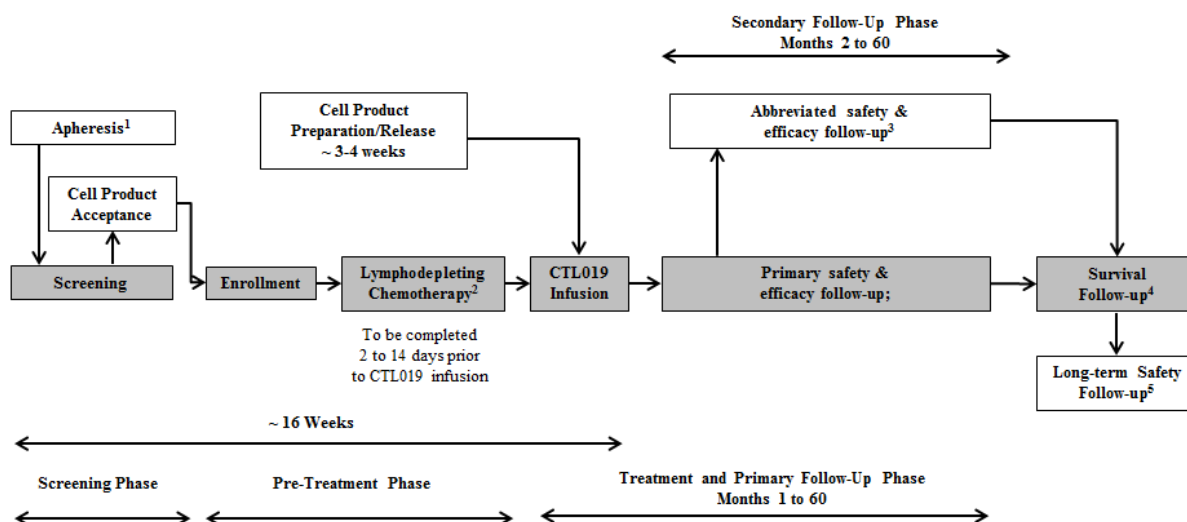 Secondary Follow-Up Phase
Months 2 to 60
Apheresis1
Cell Product
Preparation/Release
~ 3-4 weeks
Abbreviated safety &
efficacy follow-up3
Cell Product
Acceptance
Screening
Enrollment
Lymphodepleting
Chemotherapy2
CTL019
Infusion
Primary safety &
efficacy follow-up;
Survival
Follow-up4
To be completed
2 to 14 days prior
to CTL019 infusion
Long-term Safety
Follow-up5
~ 16 Weeks
Screening Phase
Pre-Treatment Phase
Treatment and Primary Follow-Up Phase
Months 1 to 60